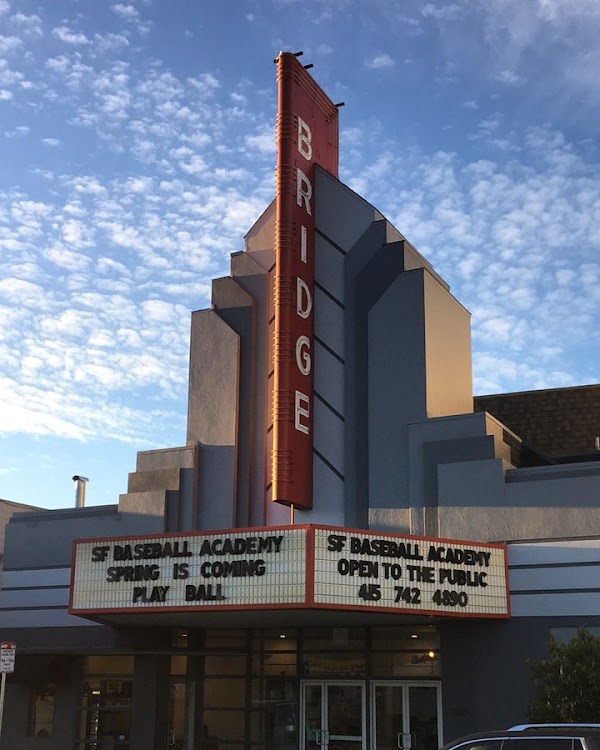 BRIDGE
SF BASEBALL ACADEMY
SPRING IS COMING
PLAY BALL
SF BASEBALL ACADEMY
OPEN TO THE PUBLIC
415 742 4890